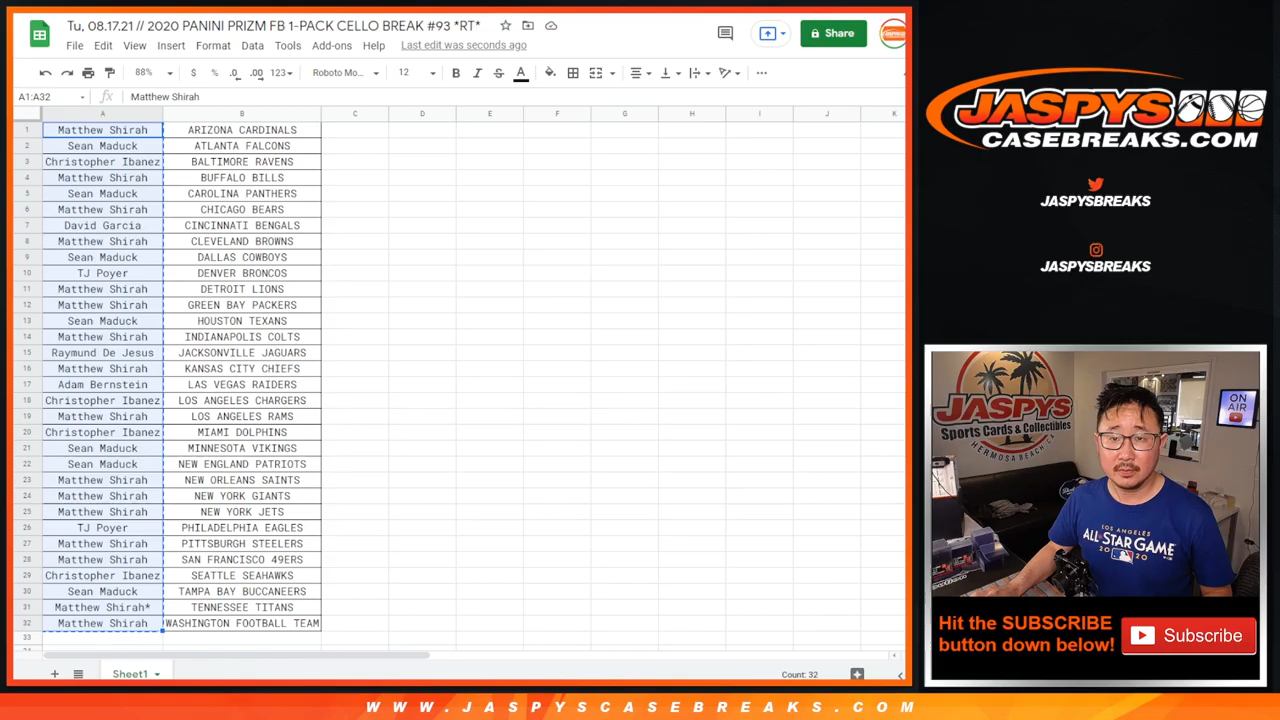 Tu, 08.17.21 // 2020 PANINI PRIZM FB 1-PACK CELLO BREAK #93 *RT*
File Edit View Insert Format Data Tools Add-ons Help Last edit was seconds ago
Share
88% $ % .0 .00 123 Roboto Mo... 12 B I S A
A1:A32 fx Matthew Shirah
A B C D E F G H I J K
1 Matthew Shirah ARIZONA CARDINALS
2 Sean Maduck ATLANTA FALCONS
3 Christopher Ibanez BALTIMORE RAVENS
4 Matthew Shirah BUFFALO BILLS
5 Sean Maduck CAROLINA PANTHERS
6 Matthew Shirah CHICAGO BEARS
7 David Garcia CINCINNATI BENGALS
8 Matthew Shirah CLEVELAND BROWNS
9 Sean Maduck DALLAS COWBOYS
10 TJ Poyer DENVER BRONCOS
11 Matthew Shirah DETROIT LIONS
12 Matthew Shirah GREEN BAY PACKERS
13 Sean Maduck HOUSTON TEXANS
14 Matthew Shirah INDIANAPOLIS COLTS
15 Raymund De Jesus JACKSONVILLE JAGUARS
16 Matthew Shirah KANSAS CITY CHIEFS
17 Adam Bernstein LAS VEGAS RAIDERS
18 Christopher Ibanez LOS ANGELES CHARGERS
19 Matthew Shirah LOS ANGELES RAMS
20 Christopher Ibanez MIAMI DOLPHINS
21 Sean Maduck MINNESOTA VIKINGS
22 Sean Maduck NEW ENGLAND PATRIOTS
23 Matthew Shirah NEW ORLEANS SAINTS
24 Matthew Shirah NEW YORK GIANTS
25 Matthew Shirah NEW YORK JETS
26 TJ Poyer PHILADELPHIA EAGLES
27 Matthew Shirah PITTSBURGH STEELERS
28 Matthew Shirah SAN FRANCISCO 49ERS
29 Christopher Ibanez SEATTLE SEAHAWKS
30 Sean Maduck TAMPA BAY BUCCANEERS
31 Matthew Shirah* TENNESSEE TITANS
32 Matthew Shirah WASHINGTON FOOTBALL TEAM
33
Sheet1
Count: 32
JASPYS
CASEBREAKS.COM
JASPYSBREAKS
JASPYSBREAKS
JASPYS
Sports Cards & Collectibles
HERMOSA BEACH, CA
ON AIR
LOS ANGELES
ALL-STAR GAME
2020
Hit the SUBSCRIBE
button down below!
Subscribe
WWW.JASPYSCASEBREAKS.COM